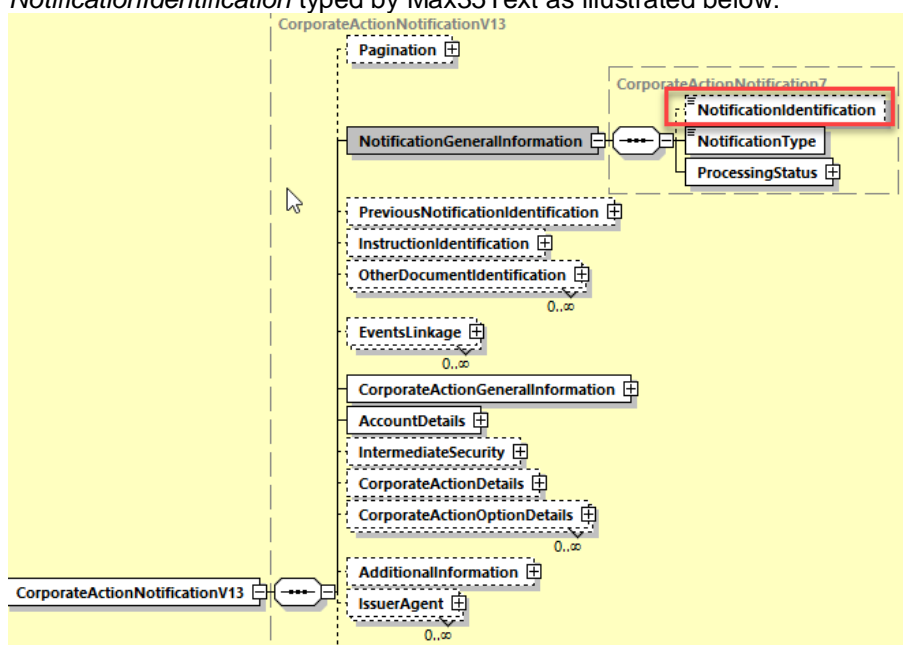 NotificationIdentification typed by Max35Text as illustrated below.
CorporateActionNotificationV13
Pagination
CorporateActionNotification7
NotificationIdentification
NotificationGeneralInformation
NotificationType
ProcessingStatus
PreviousNotificationIdentification
InstructionIdentification
OtherDocumentIdentification
0..∞
EventsLinkage
0..∞
CorporateActionGeneralInformation
AccountDetails
IntermediateSecurity
CorporateActionDetails
CorporateActionOptionDetails
0..∞
AdditionalInformation
CorporateActionNotificationV13
IssuerAgent
0..∞